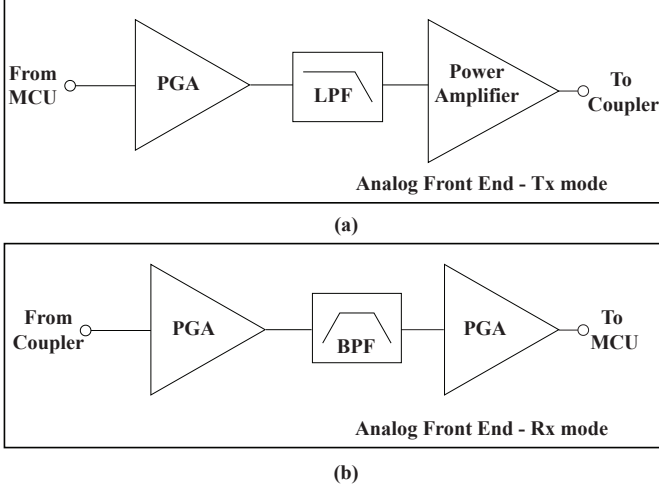 From
MCU
PGA
LPF
Power
Amplifier
To
Coupler
Analog Front End - Tx mode
(a)
From
Coupler
PGA
BPF
PGA
To
MCU
Analog Front End - Rx mode
(b)